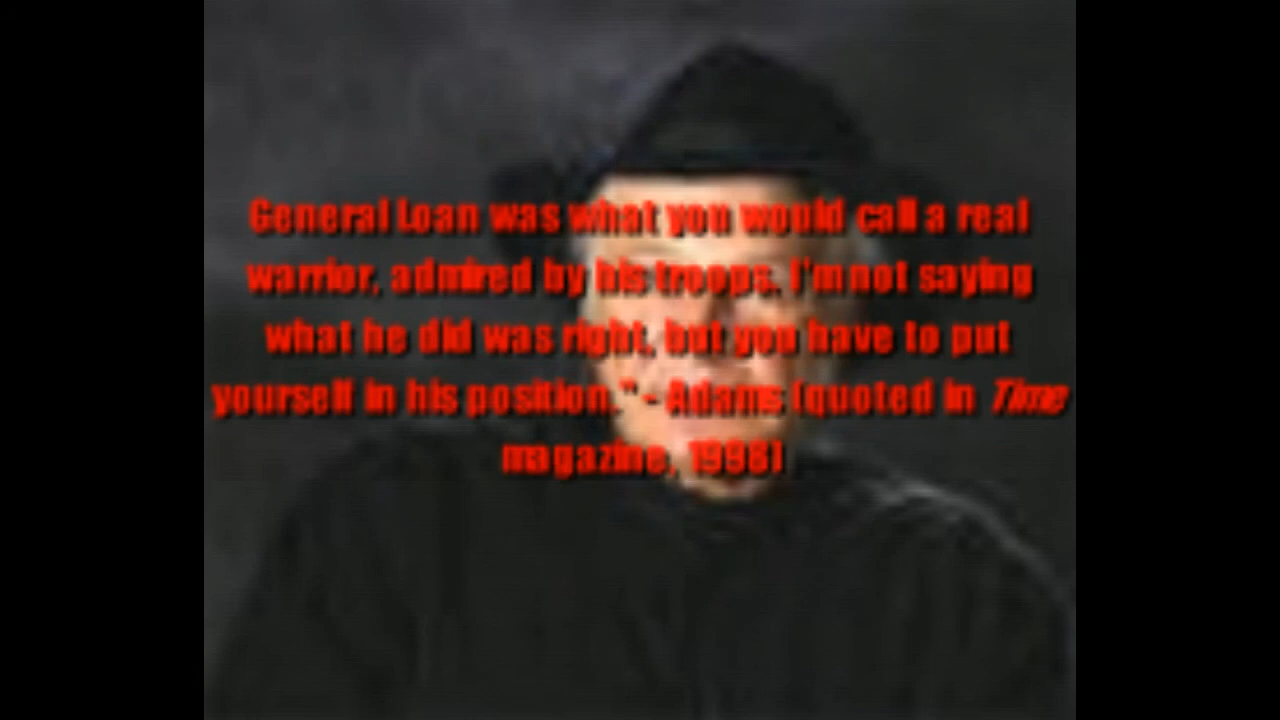 General Loan was what you would call a real
warrior, admired by his troops. I'm not saying
what he did was right, but you have to put
yourself in his position." - Adams (quoted in Time
magazine, 1998)